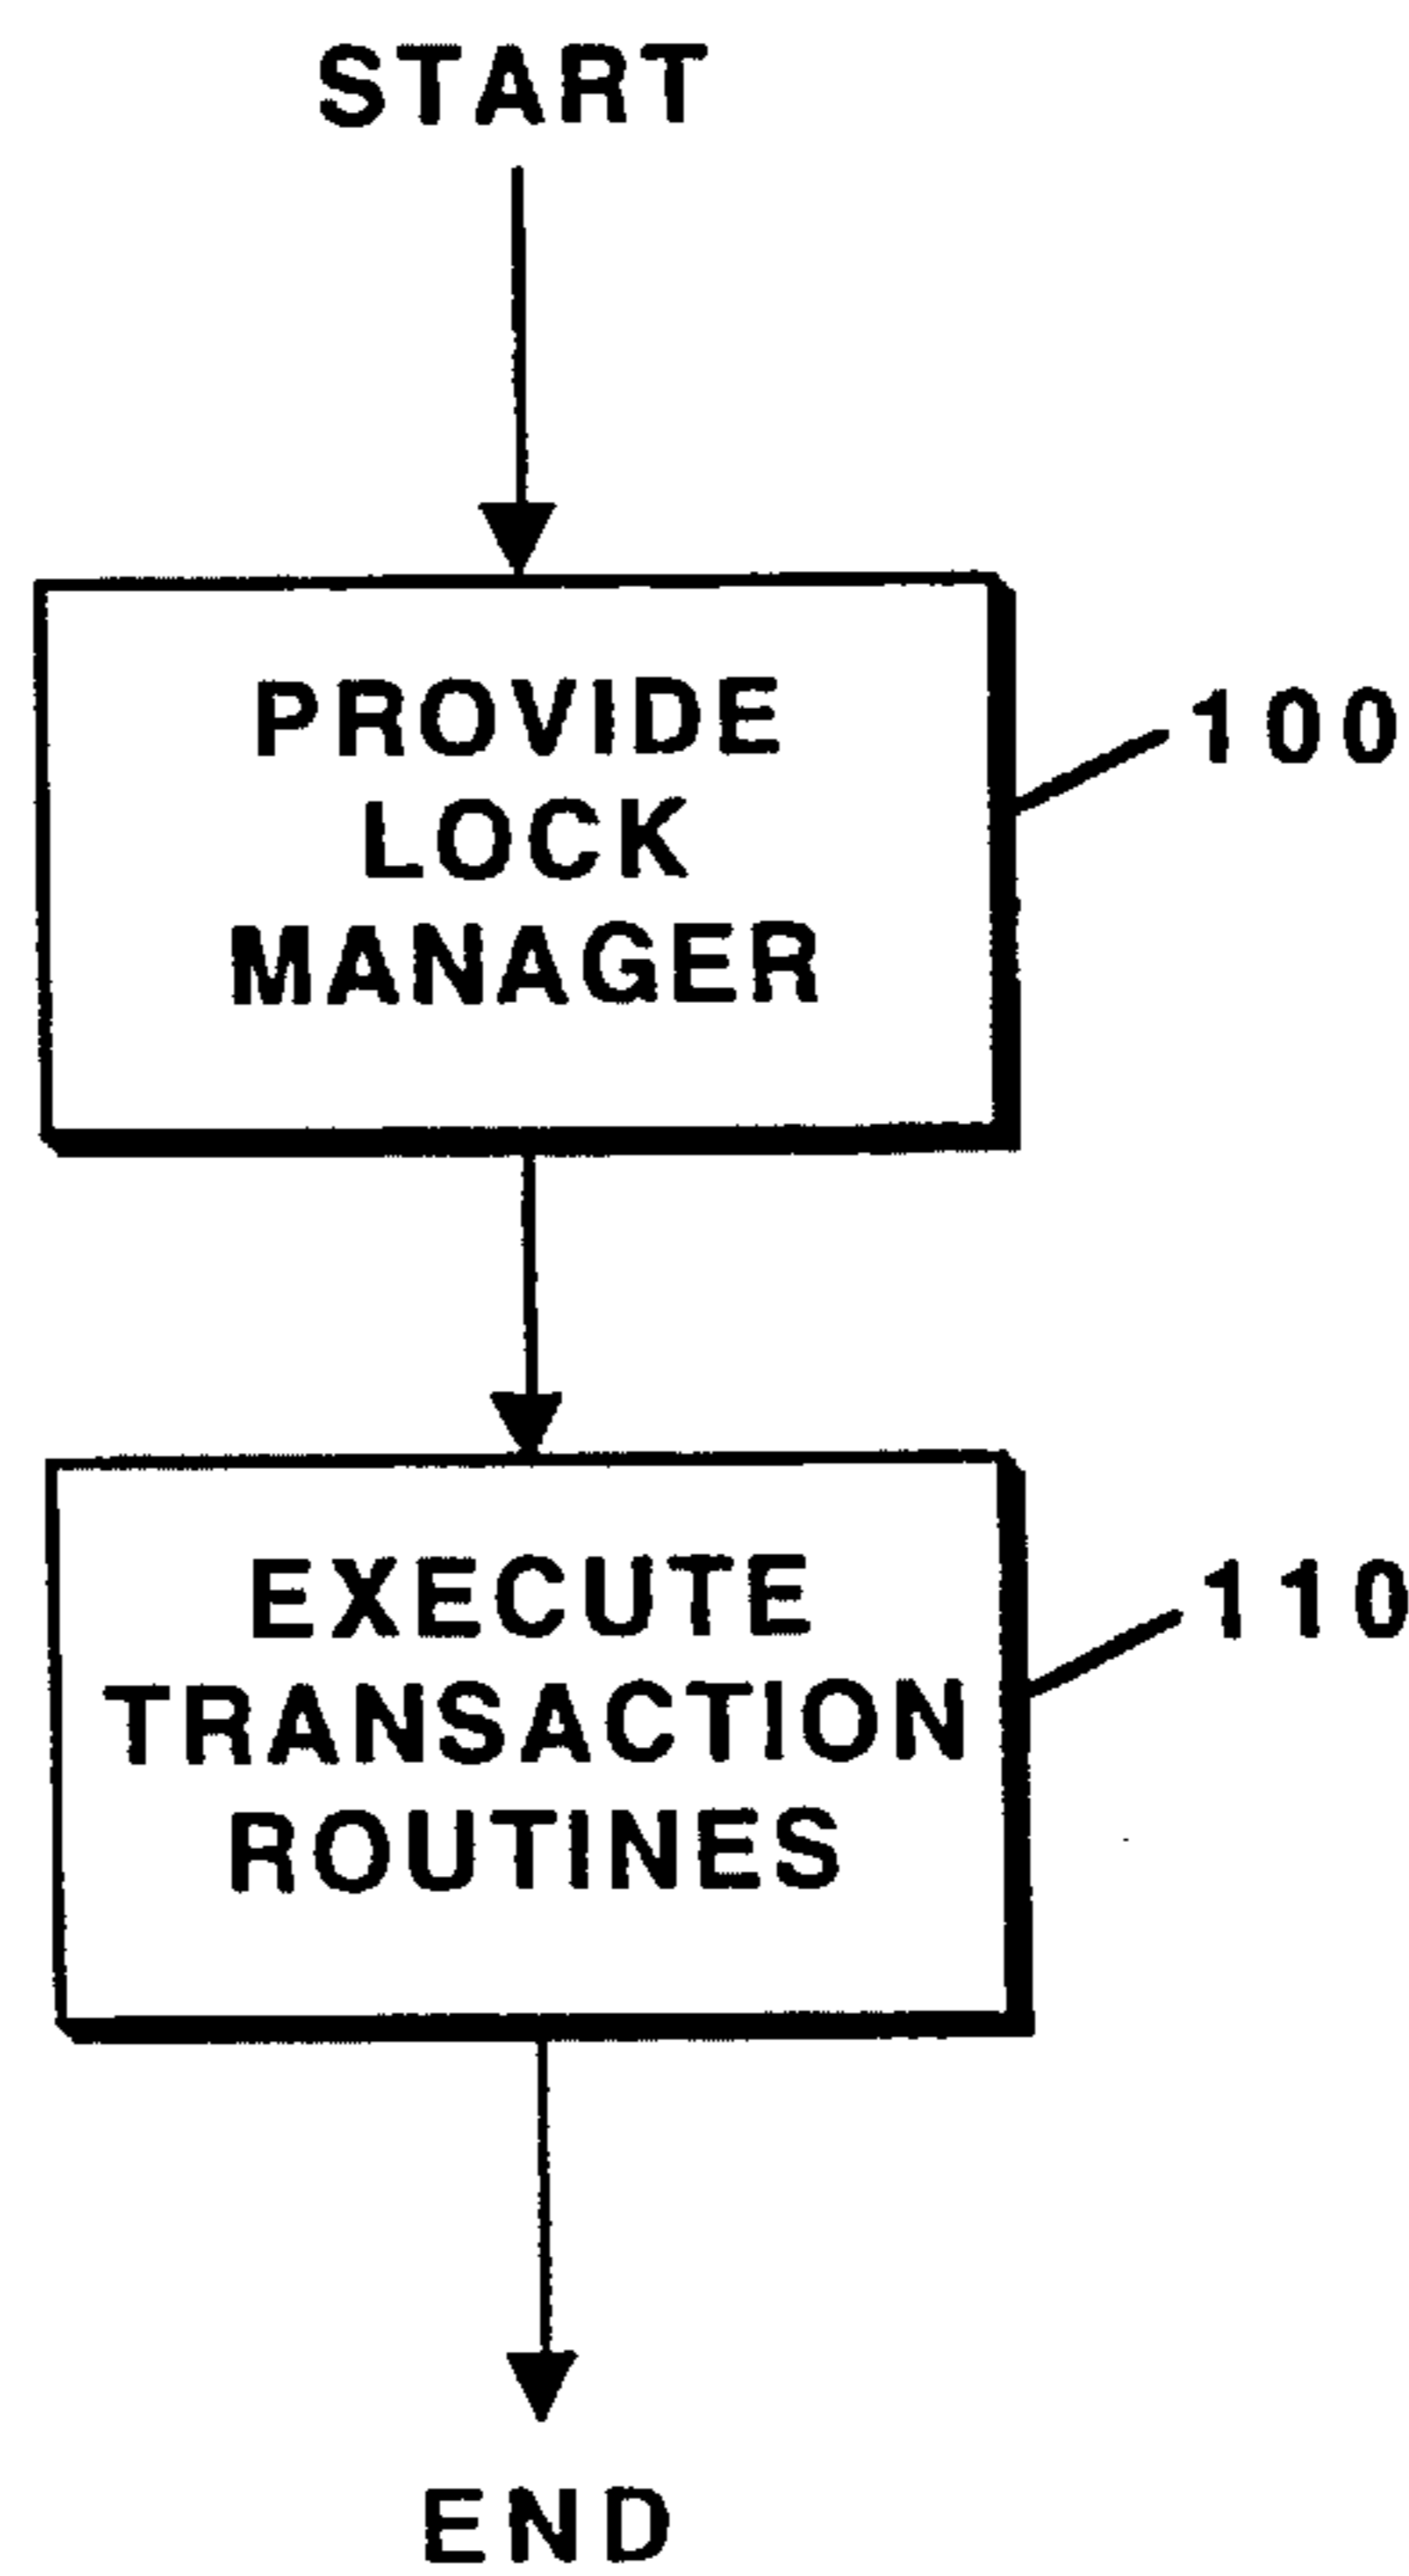 START
PROVIDE
LOCK
MANAGER
100
EXECUTE
TRANSACTION
ROUTINES
110
END